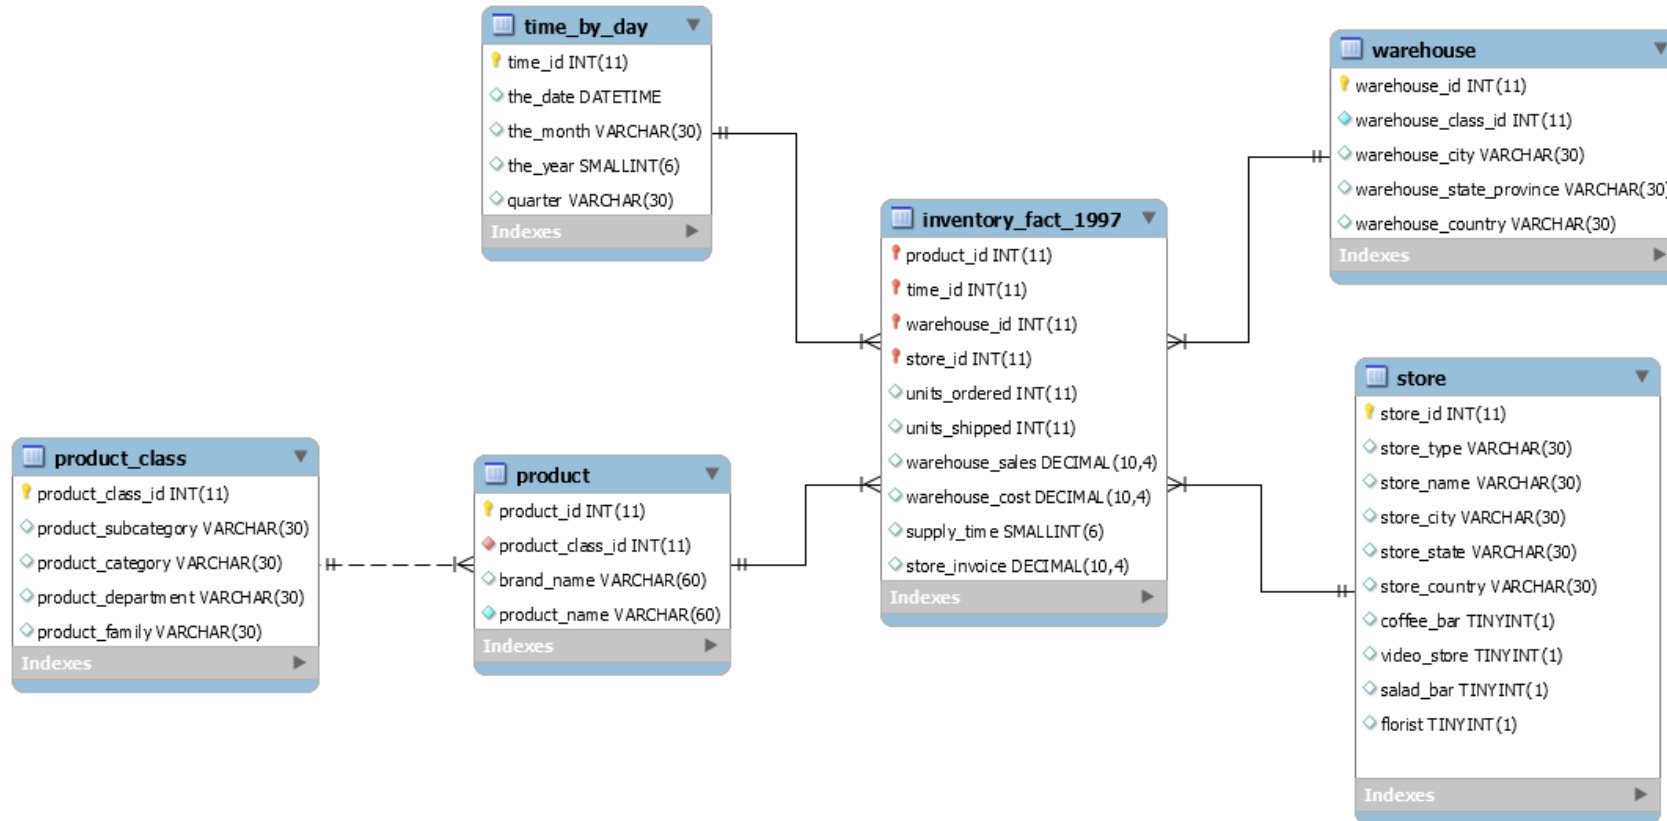 time_by_day
time_id INT(11)
the_date DATETIME
the_month VARCHAR(30)
the_year SMALLINT(6)
quarter VARCHAR(30)
Indexes
warehouse
warehouse_id INT(11)
warehouse_class_id INT(11)
warehouse_city VARCHAR(30)
warehouse_state_province VARCHAR(30)
warehouse_country VARCHAR(30)
Indexes
inventory_fact_1997
product_id INT(11)
time_id INT(11)
warehouse_id INT(11)
store_id INT(11)
units_ordered INT(11)
units_shipped INT(11)
warehouse_sales DECIMAL(10,4)
warehouse_cost DECIMAL(10,4)
supply_time SMALLINT(6)
store_invoice DECIMAL(10,4)
Indexes
store
store_id INT(11)
store_type VARCHAR(30)
store_name VARCHAR(30)
store_city VARCHAR(30)
store_state VARCHAR(30)
store_country VARCHAR(30)
coffee_bar TINYINT(1)
video_store TINYINT(1)
salad_bar TINYINT(1)
florist TINYINT(1)
Indexes
product_class
product_class_id INT(11)
product_subcategory VARCHAR(30)
product_category VARCHAR(30)
product_department VARCHAR(30)
product_family VARCHAR(30)
Indexes
product
product_id INT(11)
product_class_id INT(11)
brand_name VARCHAR(60)
product_name VARCHAR(60)
Indexes